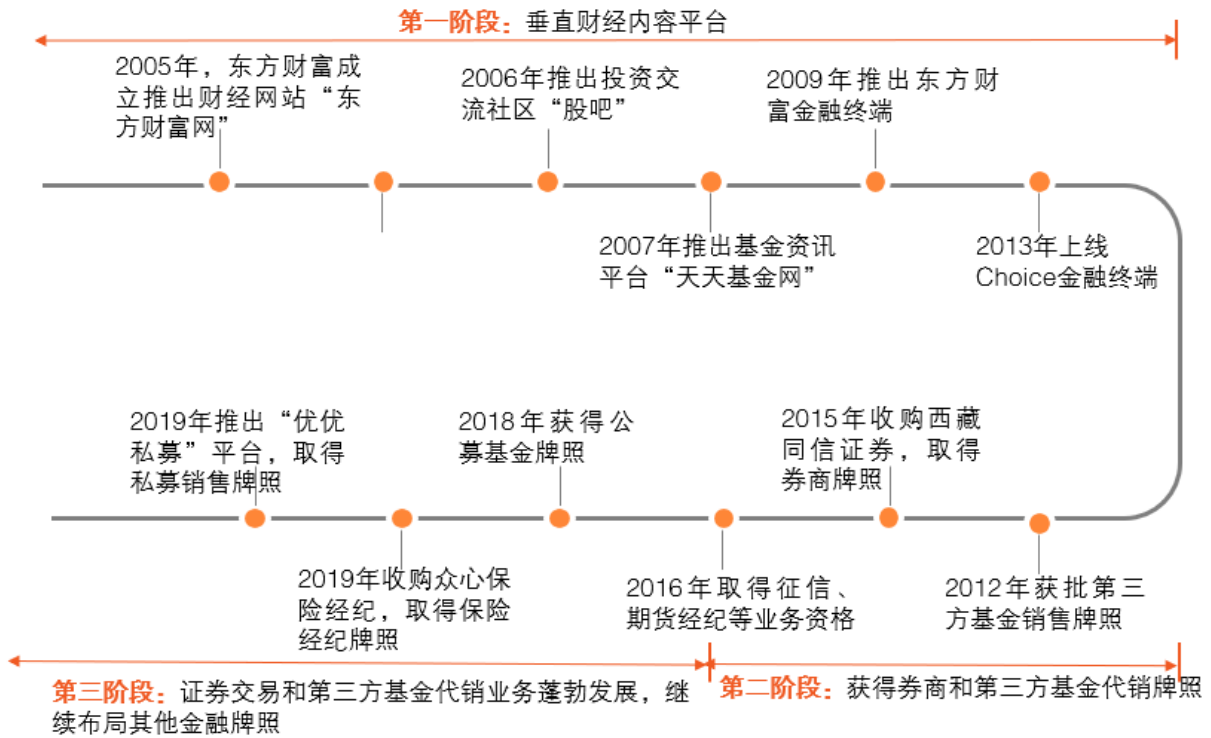 第一阶段：垂直财经内容平台
2005年，东方财富成
立推出财经网站“东
方财富网”
2006年推出投资交
流社区“股吧”
2009年推出东方财
富金融终端
2007年推出基金资讯
平台“天天基金网”
2013年上线
Choice金融终端
2019年推出“优优
私募”平台，取得
私募销售牌照
2018年获得公
募基金牌照
2015年收购西藏
同信证券，取得
券商牌照
2019年收购众心保
险经纪，取得保险
经纪牌照
2016年取得征信、
期货经纪等业务资格
2012年获批第三
方基金销售牌照
第三阶段：证券交易和第三方基金代销业务蓬勃发展，继
续布局其他金融牌照
第二阶段：获得券商和第三方基金代销牌照